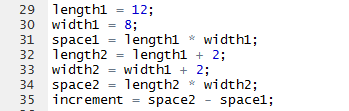 29 length1 = 12;
30 width1 = 8;
31 space1 = length1 * width1;
32 length2 = length1 + 2;
33 width2 = width1 + 2;
34 space2 = length2 * width2;
35 increment = space2 - space1;